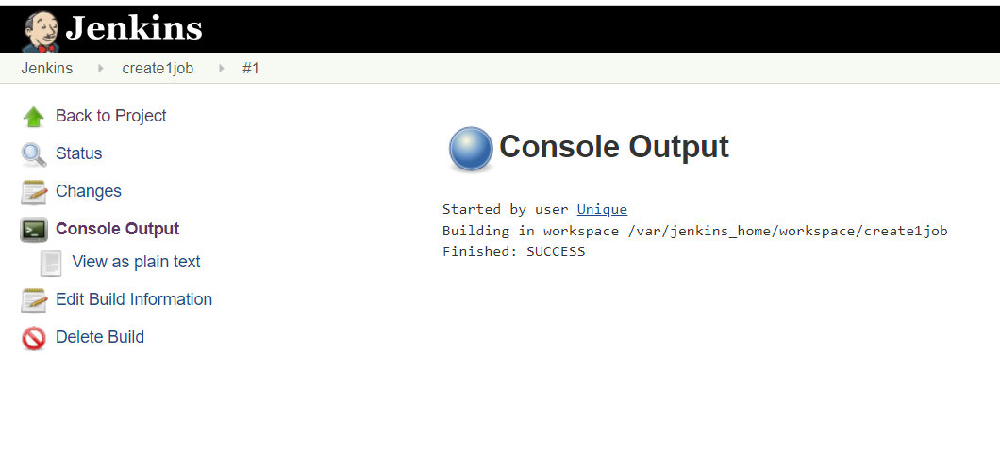 Jenkins
Jenkins create1job #1
Back to Project
Status
Changes
Console Output
View as plain text
Edit Build Information
Delete Build
Console Output
Started by user Unique
Building in workspace /var/jenkins_home/workspace/create1job
Finished: SUCCESS